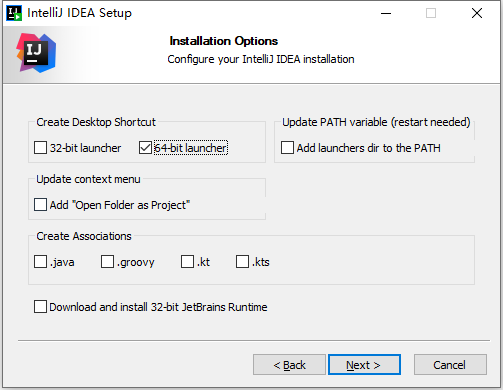 IntelliJ IDEA Setup
IJ
Installation Options
Configure your IntelliJ IDEA installation
Create Desktop Shortcut
32-bit launcher
64-bit launcher
Update PATH variable (restart needed)
Add launchers dir to the PATH
Update context menu
Add "Open Folder as Project"
Create Associations
.java
.groovy
.kt
.kts
Download and install 32-bit JetBrains Runtime
< Back
Next >
Cancel